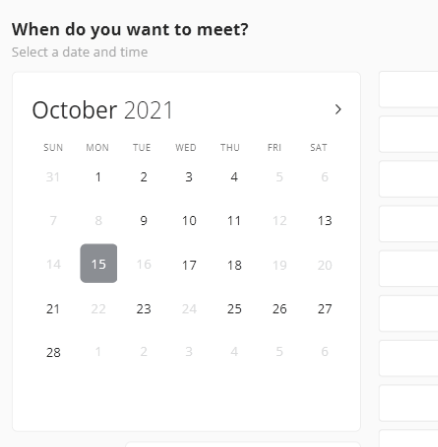 When do you want to meet?
Select a date and time
October 2021
SUN MON TUE WED THU FRI SAT
31 1 2 3 4 5 6
7 8 9 10 11 12 13
14 15 16 17 18 19 20
21 22 23 24 25 26 27
28 1 2 3 4 5 6